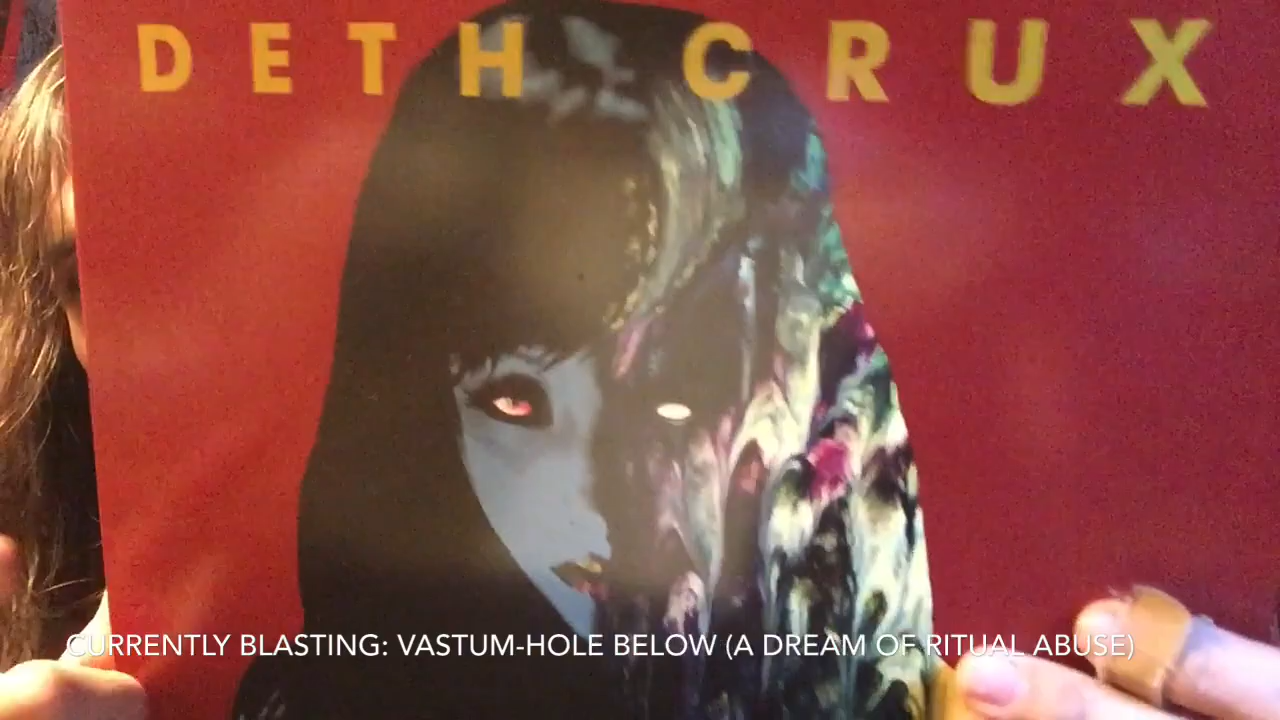 DETH CRUX
CURRENTLY BLASTING: VASTUM-HOLE BELOW (A DREAM OF RITUAL ABUSE)